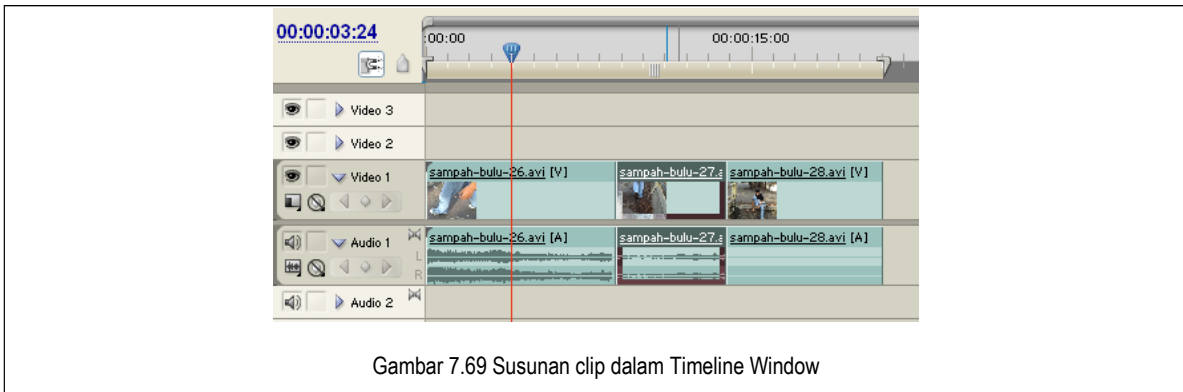 00:00:03:24
:00:00
00:00:15:00
Video 3
Video 2
Video 1
sampah-bulu-26.avi [V]
sampah-bulu-27.a
sampah-bulu-28.avi [V]
Audio 1
L
R
sampah-bulu-26.avi [A]
sampah-bulu-27.a
sampah-bulu-28.avi [A]
Audio 2
Gambar 7.69 Susunan clip dalam Timeline Window